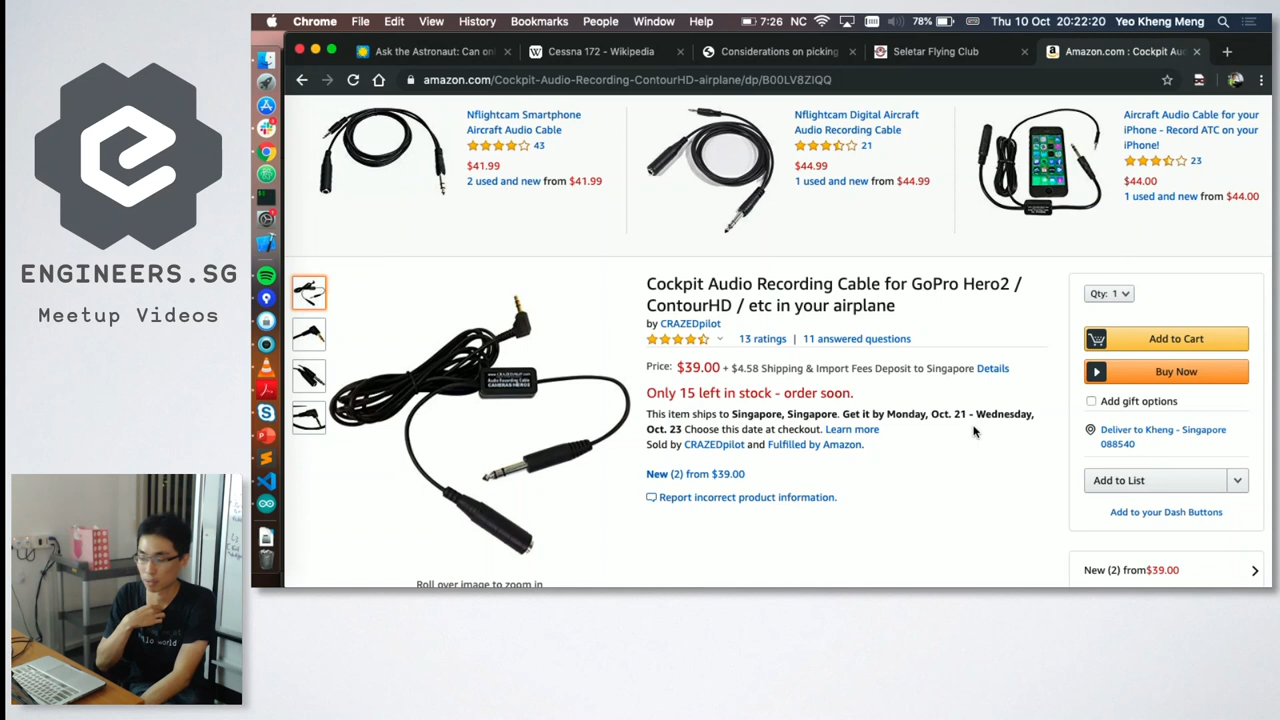 Chrome File Edit View History Bookmarks People Window Help 7:26 NC 78% Thu 10 Oct 20:22:20 Yeo Kheng Meng
Ask the Astronaut: Can on
Cessna 172 - Wikipedia
Considerations on picking
Seletar Flying Club
Amazon.com : Cockpit Au
amazon.com/Cockpit-Audio-Recording-ContourHD-airplane/dp/B00LV8ZIQQ
Nflightcam Smartphone
Aircraft Audio Cable
43
$41.99
2 used and new from $41.99
Nflightcam Digital Aircraft
Audio Recording Cable
21
$44.99
1 used and new from $44.99
Aircraft Audio Cable for your
iPhone - Record ATC on your
iPhone!
23
$44.00
1 used and new from $44.00
ENGINEERS.SG
Meetup Videos
www.CRAZEDpilot.com
Audio Recording Cable
Roll over image to zoom in
Cockpit Audio Recording Cable for GoPro Hero2 /
ContourHD / etc in your airplane
by CRAZEDpilot
13 ratings | 11 answered questions
Price: $39.00 + $4.58 Shipping & Import Fees Deposit to Singapore Details
Only 15 left in stock - order soon.
This item ships to Singapore, Singapore. Get it by Monday, Oct. 21 - Wednesday,
Oct. 23 Choose this date at checkout. Learn more
Sold by CRAZEDpilot and Fulfilled by Amazon.
New (2) from $39.00
Report incorrect product information.
Qty: 1
Add to Cart
Buy Now
Add gift options
Deliver to Kheng - Singapore
088540
Add to List
Add to your Dash Buttons
New (2) from$39.00
hello world